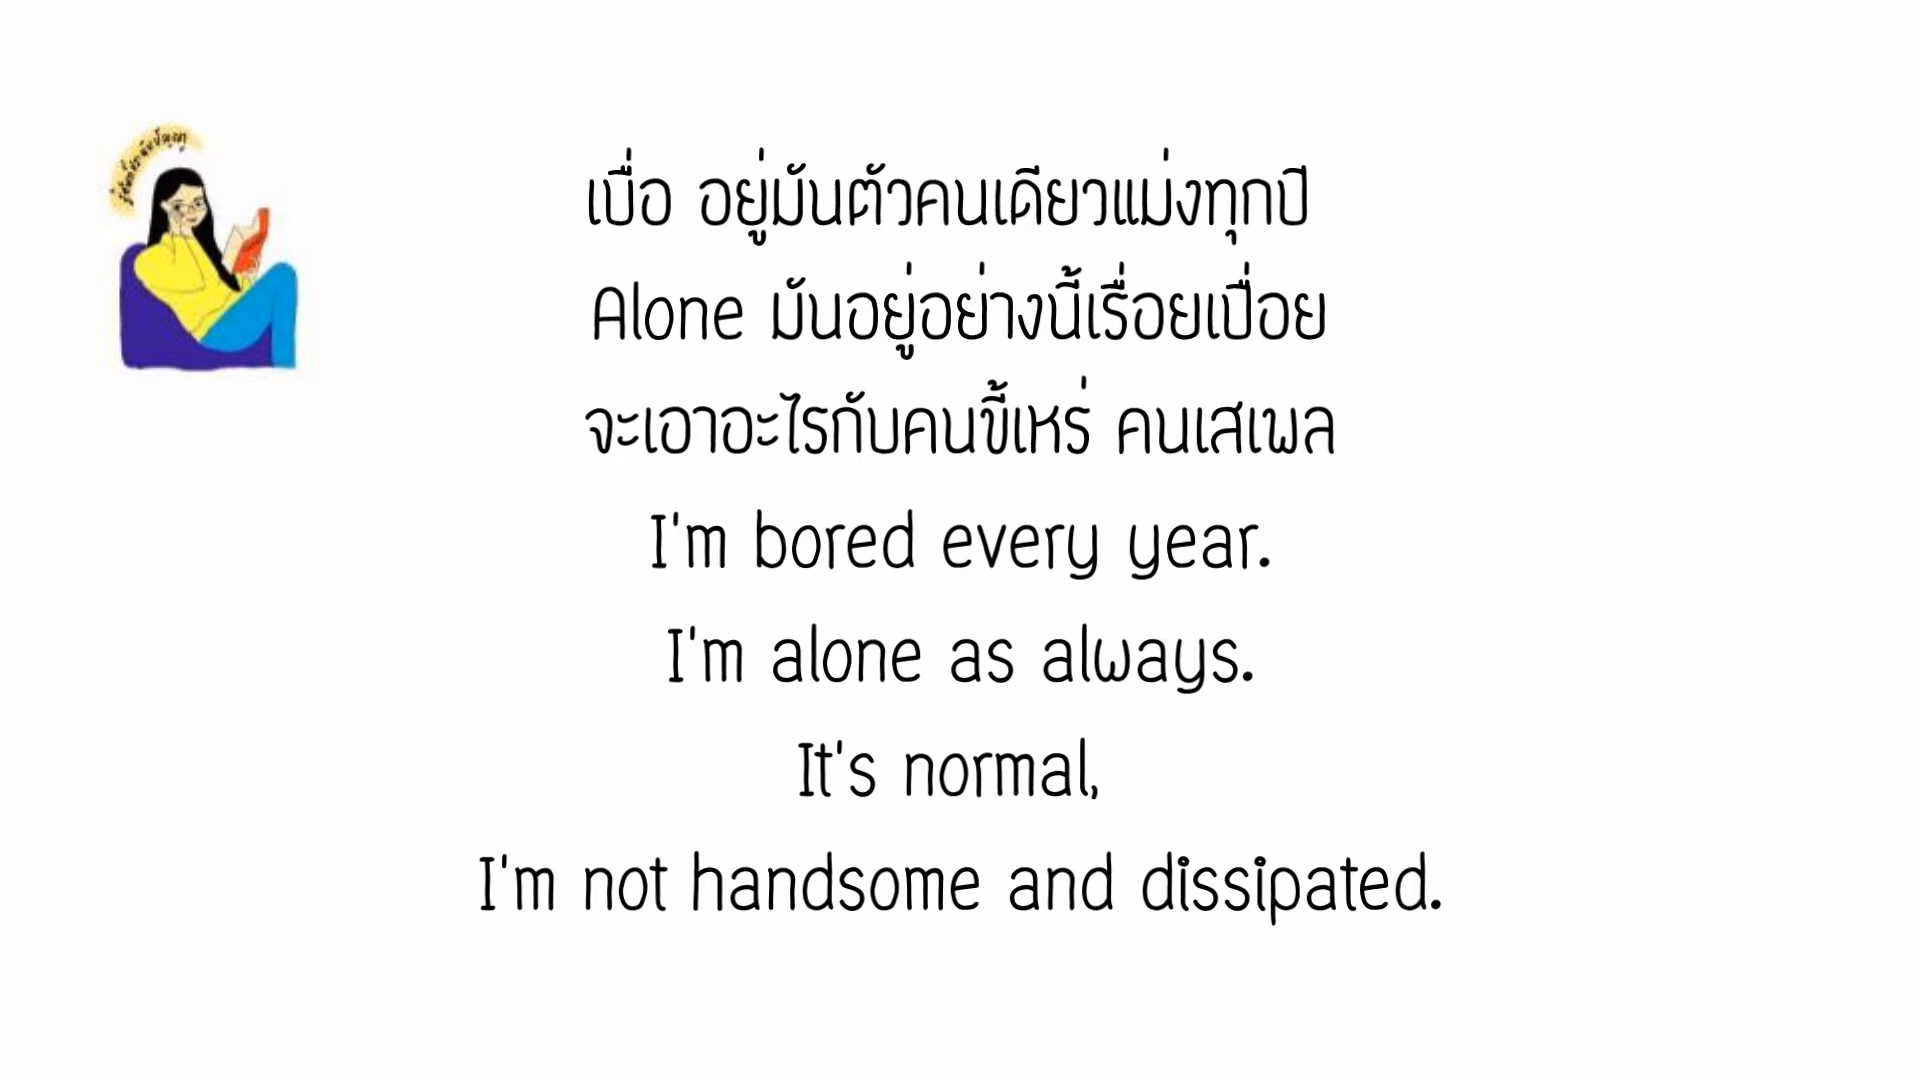 เบื่อ อยู่มันตัวคนเดียวแม่งทุกปี
Alone มันอยู่อย่างนี้เรื่อยเปื่อย
จะเอาอะไรกับคนขี้เหร่ คนเสเพล
I'm bored every year.
I'm alone as always.
It's normal,
I'm not handsome and dissipated.